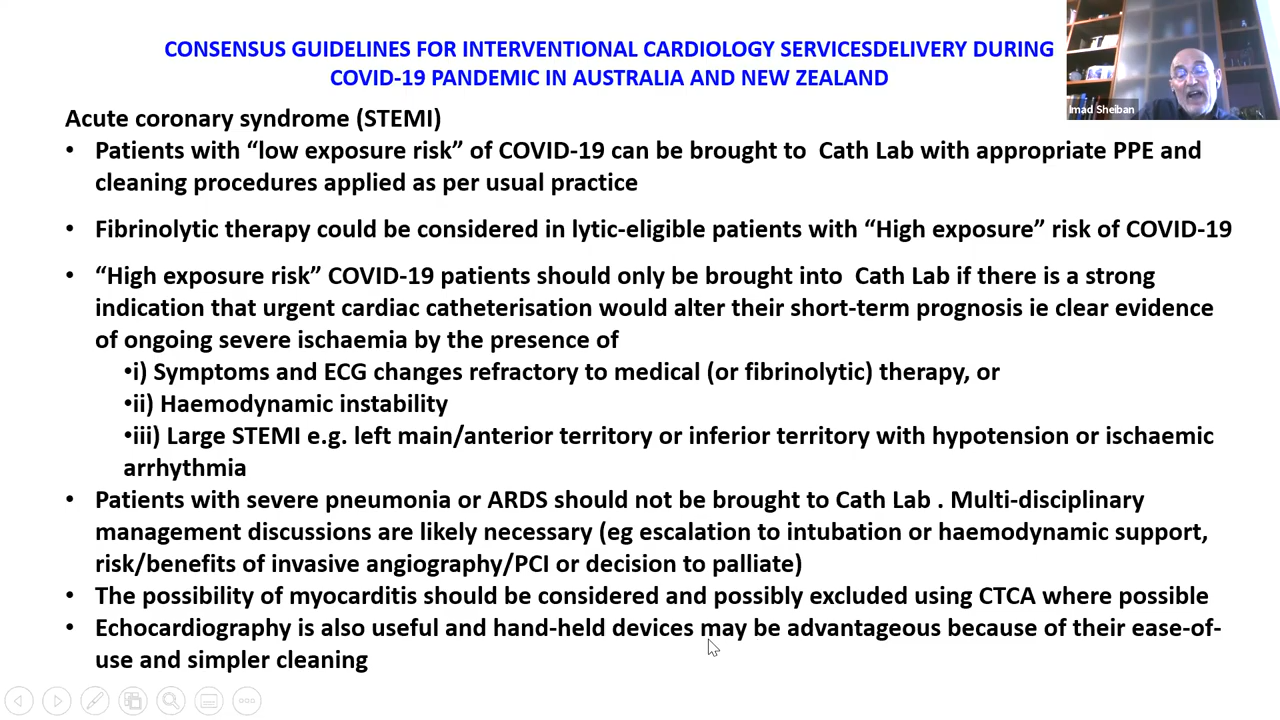 CONSENSUS GUIDELINES FOR INTERVENTIONAL CARDIOLOGY SERVICESDELIVERY DURING
COVID-19 PANDEMIC IN AUSTRALIA AND NEW ZEALAND
Imad Sheiban
Acute coronary syndrome (STEMI)
• Patients with “low exposure risk” of COVID-19 can be brought to Cath Lab with appropriate PPE and
cleaning procedures applied as per usual practice
• Fibrinolytic therapy could be considered in lytic-eligible patients with “High exposure” risk of COVID-19
• “High exposure risk” COVID-19 patients should only be brought into Cath Lab if there is a strong
indication that urgent cardiac catheterisation would alter their short-term prognosis ie clear evidence
of ongoing severe ischaemia by the presence of
•i) Symptoms and ECG changes refractory to medical (or fibrinolytic) therapy, or
•ii) Haemodynamic instability
•iii) Large STEMI e.g. left main/anterior territory or inferior territory with hypotension or ischaemic
arrhythmia
• Patients with severe pneumonia or ARDS should not be brought to Cath Lab . Multi-disciplinary
management discussions are likely necessary (eg escalation to intubation or haemodynamic support,
risk/benefits of invasive angiography/PCI or decision to palliate)
• The possibility of myocarditis should be considered and possibly excluded using CTCA where possible
• Echocardiography is also useful and hand-held devices may be advantageous because of their ease-of-
use and simpler cleaning